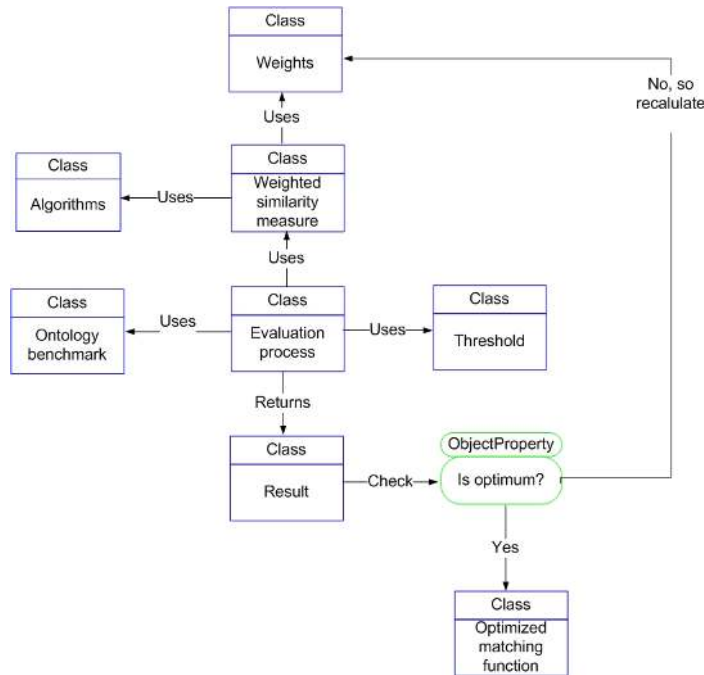 Class
Weights
No, so
recalulate
Uses
Class
Weighted
similarity
measure
Class
Algorithms
Uses
Uses
Class
Ontology
benchmark
Uses
Class
Evaluation
process
Uses
Class
Threshold
Returns
Class
Result
Check
ObjectProperty
Is optimum?
Yes
Class
Optimized
matching
function